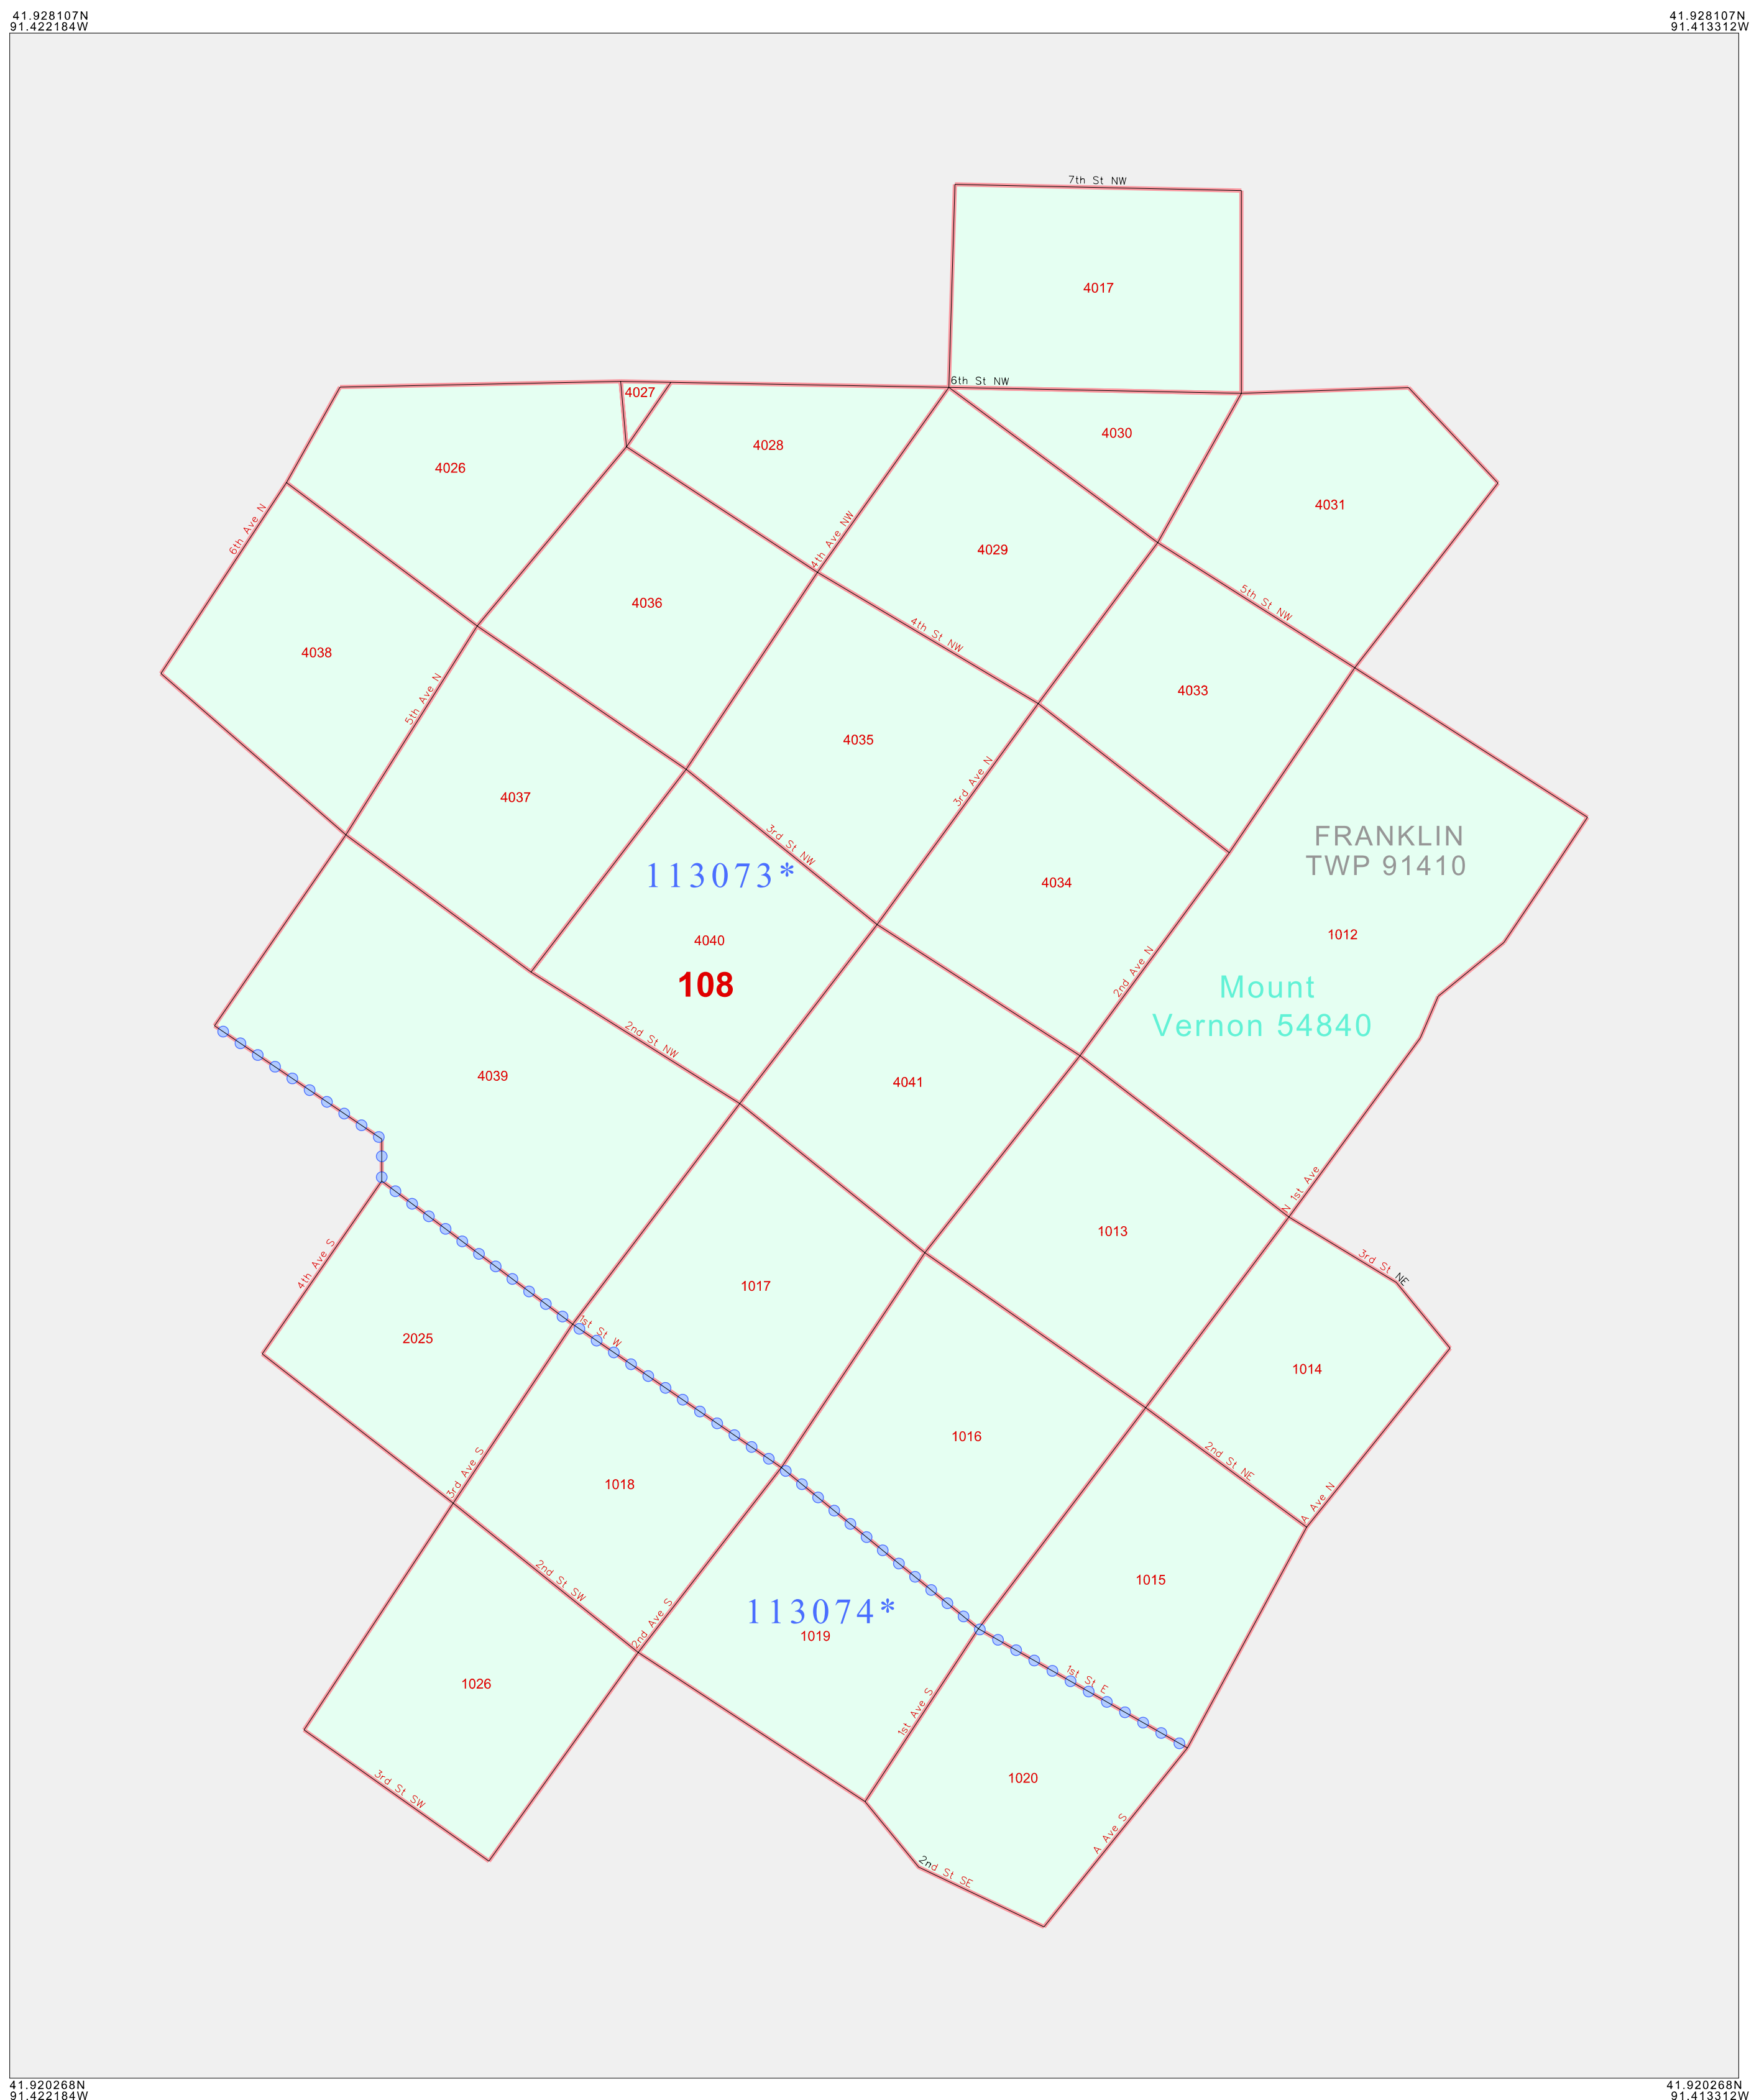 41.928107N
91.422184W
41.928107N
91.413312W
7th St NW
4017
6th St NW
4027
4028
4030
4026
4031
6th Ave N
4th Ave NW
4029
4036
5th St NW
4th St NW
4038
5th Ave N
4033
4035
3rd Ave N
4037
3rd St NW
FRANKLIN
TWP 91410
113073*
4034
4040
1012
108
2nd Ave N
Mount
Vernon 54840
2nd St NW
4039
4041
N 1st Ave
1013
4th Ave S
3rd St NE
1017
1st St W
2025
1014
1016
2nd St NE
3rd Ave S
1018
A Ave N
2nd St SW
1015
113074*
2nd Ave S
1019
1026
1st St E
1st Ave S
1020
3rd St SW
A Ave S
2nd St SE
41.920268N
91.422184W
41.920268N
91.413312W